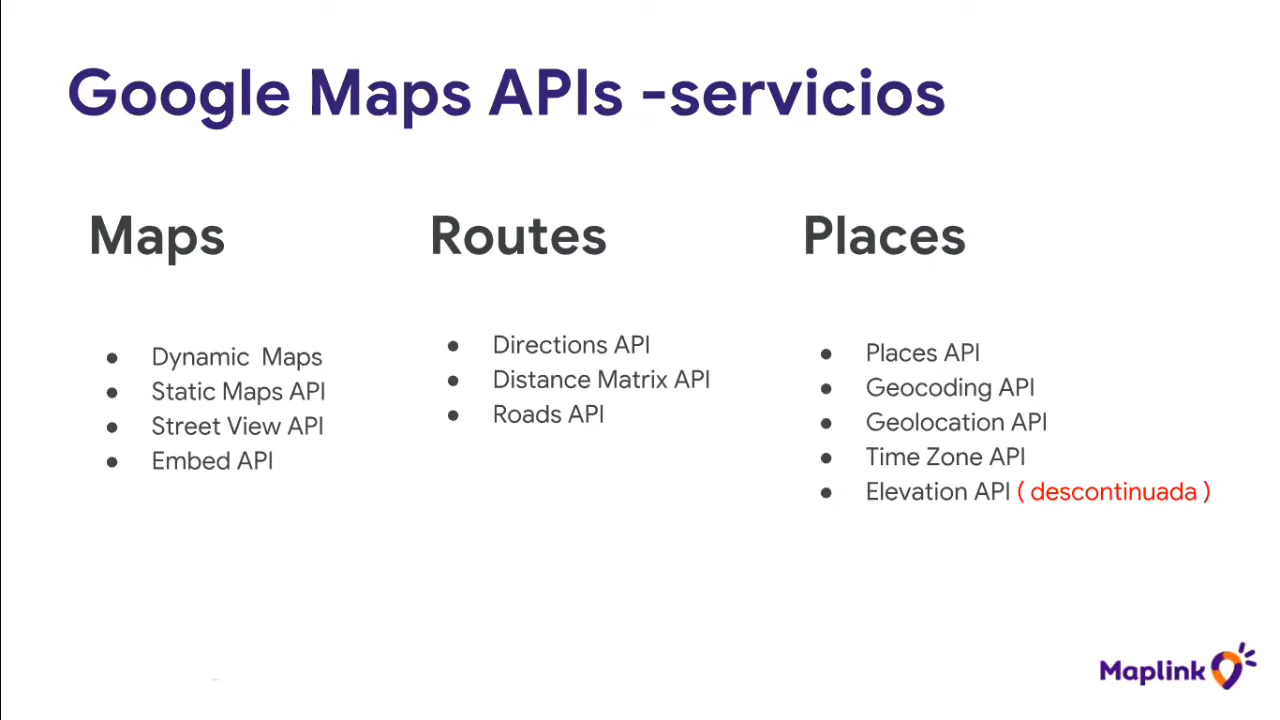 Google Maps APIs -servicios
Maps
Dynamic Maps
Static Maps API
Street View API
Embed API
Routes
Directions API
Distance Matrix API
Roads API
Places
Places API
Geocoding API
Geolocation API
Time Zone API
Elevation API ( descontinuada )
Maplink